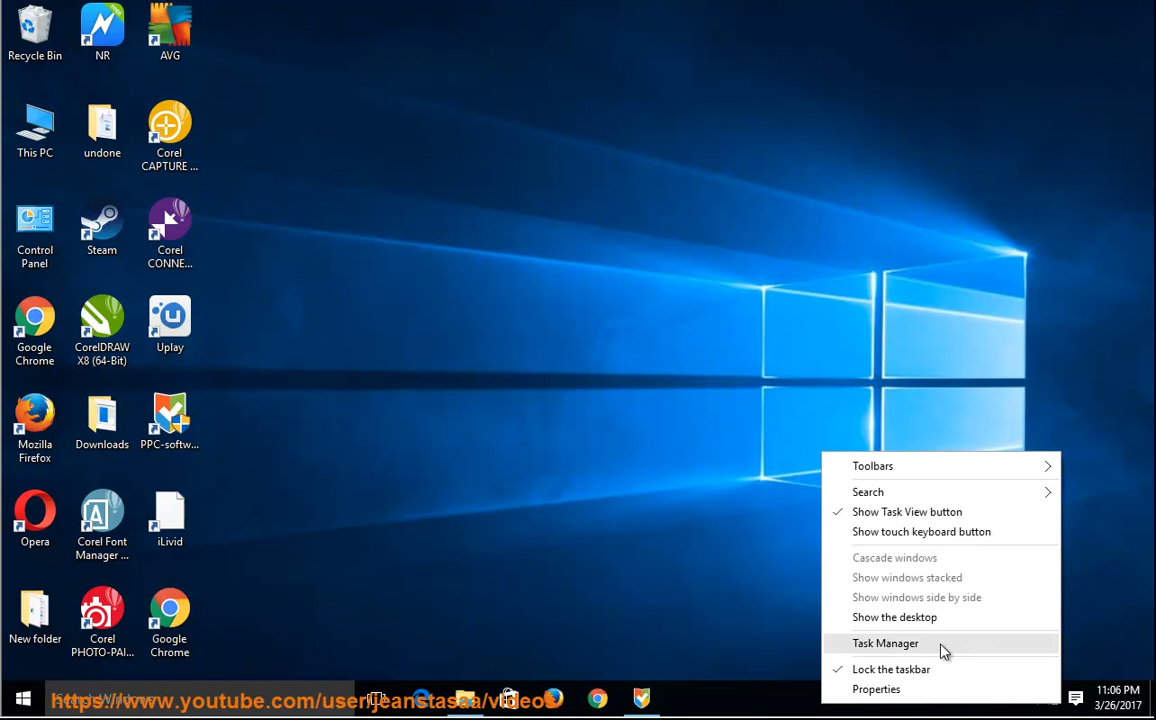 Recycle Bin
NR
AVG
This PC
undone
Corel
CAPTURE ...
Control
Panel
Steam
Corel
CONNE...
Google
Chrome
CorelDRAW
X8 (64-Bit)
Uplay
Mozilla
Firefox
Downloads
PPC-softw...
Opera
Corel Font
Manager ...
iLivid
New folder
Corel
PHOTO-PAI...
Google
Chrome
Toolbars
Search
Show Task View button
Show touch keyboard button
Cascade windows
Show windows stacked
Show windows side by side
Show the desktop
Task Manager
Lock the taskbar
Properties
Search Windows
https://www.youtube.com/user/jeanstasaa/videos
11:06 PM
3/26/2017